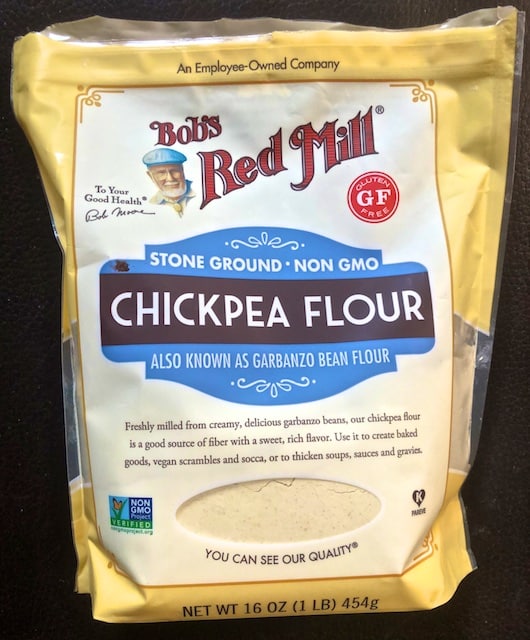 An Employee-Owned Company
Bob's
Red Mill®
To Your
Good Health®
Bob Moore
GLUTEN
GF
FREE
STONE GROUND · NON GMO
CHICKPEA FLOUR
ALSO KNOWN AS GARBANZO BEAN FLOUR
Freshly milled from creamy, delicious garbanzo beans, our chickpea flour
is a good source of fiber with a sweet, rich flavor. Use it to create baked
goods, vegan scrambles and socca, or to thicken soups, sauces and gravies.
NON
GMO
Project
VERIFIED
nongmoproject.org
K
PAREVE
YOU CAN SEE OUR QUALITY®
NET WT 16 OZ (1 LB) 454g